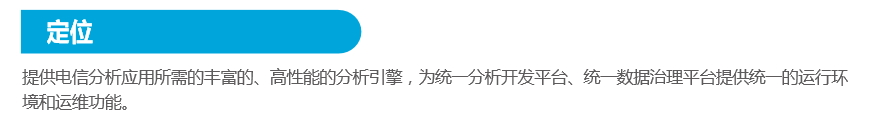 定位
提供电信分析应用所需的丰富的、高性能的分析引擎，为统一分析开发平台、统一数据治理平台提供统一的运行环
境和运维功能。